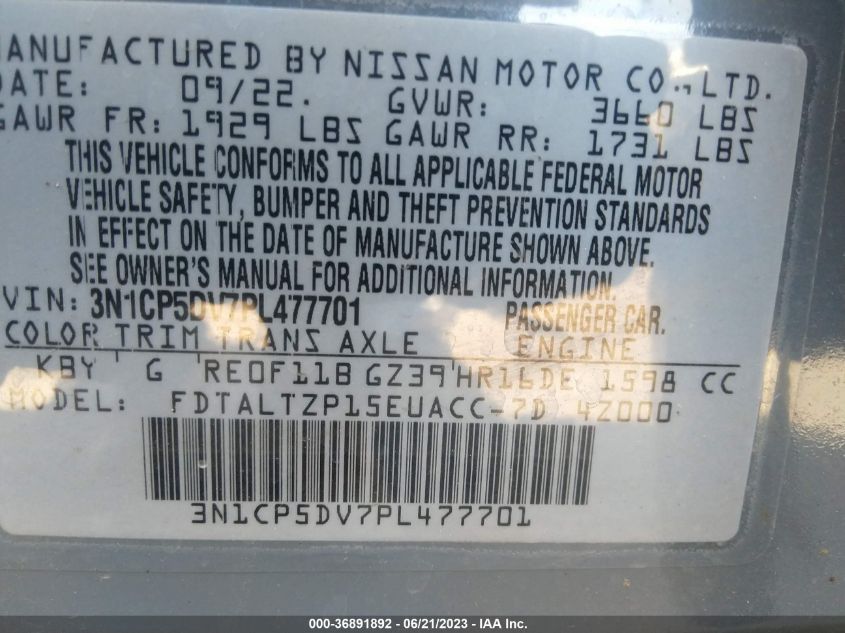 MANUFACTURED BY NISSAN MOTOR CO., LTD.
DATE: 09/22. GVWR: 3660 LBS
GAWR FR: 1929 LBS GAWR RR: 1731 LBS
THIS VEHICLE CONFORMS TO ALL APPLICABLE FEDERAL MOTOR
VEHICLE SAFETY, BUMPER AND THEFT PREVENTION STANDARDS
IN EFFECT ON THE DATE OF MANUFACTURE SHOWN ABOVE.
SEE OWNER'S MANUAL FOR ADDITIONAL INFORMATION.
VIN: 3N1CP5DV7PL477701 PASSENGER CAR.
COLOR TRIM TRANS AXLE ENGINE
KBY G RE0F11B GZ39 HR16DE 1598 CC
MODEL: FDTALTZP15EUACC-7D 4Z000
3N1CP5DV7PL477701
000-36891892 - 06/21/2023 - IAA Inc.